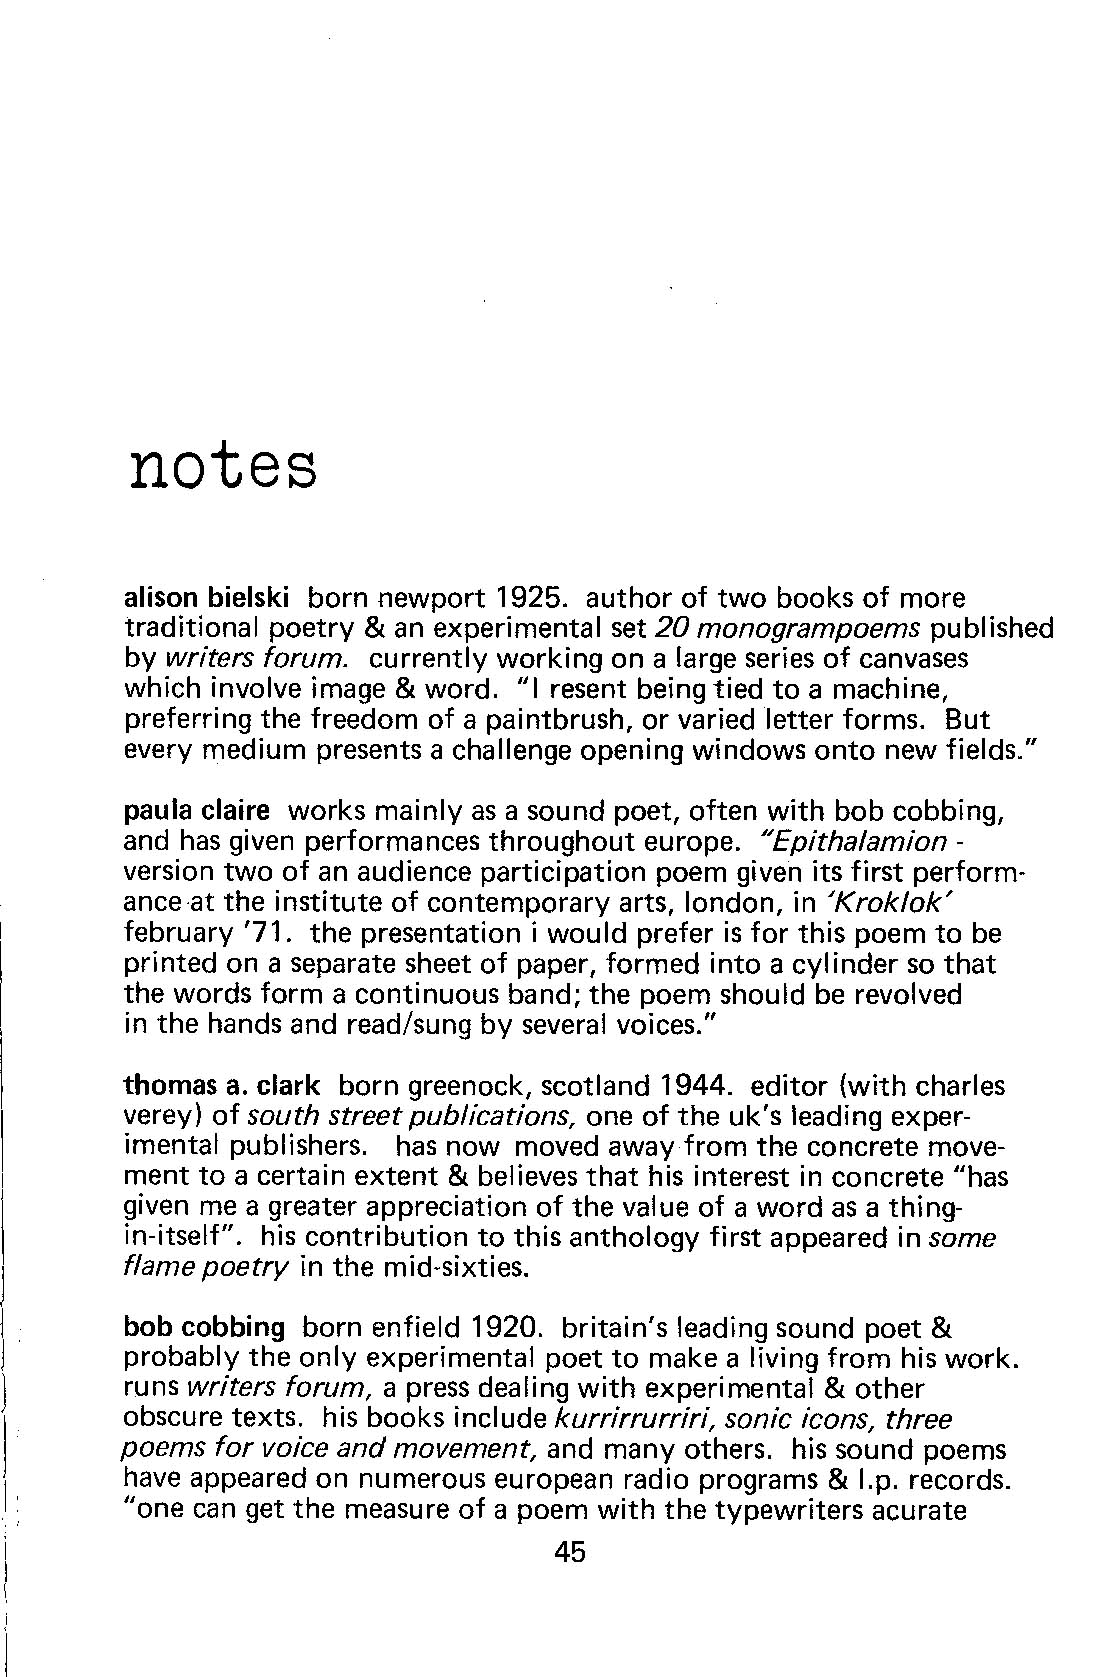 notes
alison bielski born newport 1925. author of two books of more
traditional poetry & an experimental set 20 monogrampoems published
by writers forum. currently working on a large series of canvases
which involve image & word. "I resent being tied to a machine,
preferring the freedom of a paintbrush, or varied letter forms. But
every medium presents a challenge opening windows onto new fields."
paula claire works mainly as a sound poet, often with bob cobbing,
and has given performances throughout europe. "Epithalamion -
version two of an audience participation poem given its first perform-
ance at the institute of contemporary arts, london, in 'Kroklok'
february '71. the presentation i would prefer is for this poem to be
printed on a separate sheet of paper, formed into a cylinder so that
the words form a continuous band; the poem should be revolved
in the hands and read/sung by several voices."
thomas a. clark born greenock, scotland 1944. editor (with charles
verey) of south street publications, one of the uk's leading exper-
imental publishers. has now moved away from the concrete move-
ment to a certain extent & believes that his interest in concrete "has
given me a greater appreciation of the value of a word as a thing-
in-itself". his contribution to this anthology first appeared in some
flame poetry in the mid-sixties.
bob cobbing born enfield 1920. britain's leading sound poet &
probably the only experimental poet to make a living from his work.
runs writers forum, a press dealing with experimental & other
obscure texts. his books include kurrirrurriri, sonic icons, three
poems for voice and movement, and many others. his sound poems
have appeared on numerous european radio programs & l.p. records.
"one can get the measure of a poem with the typewriters acurate
45